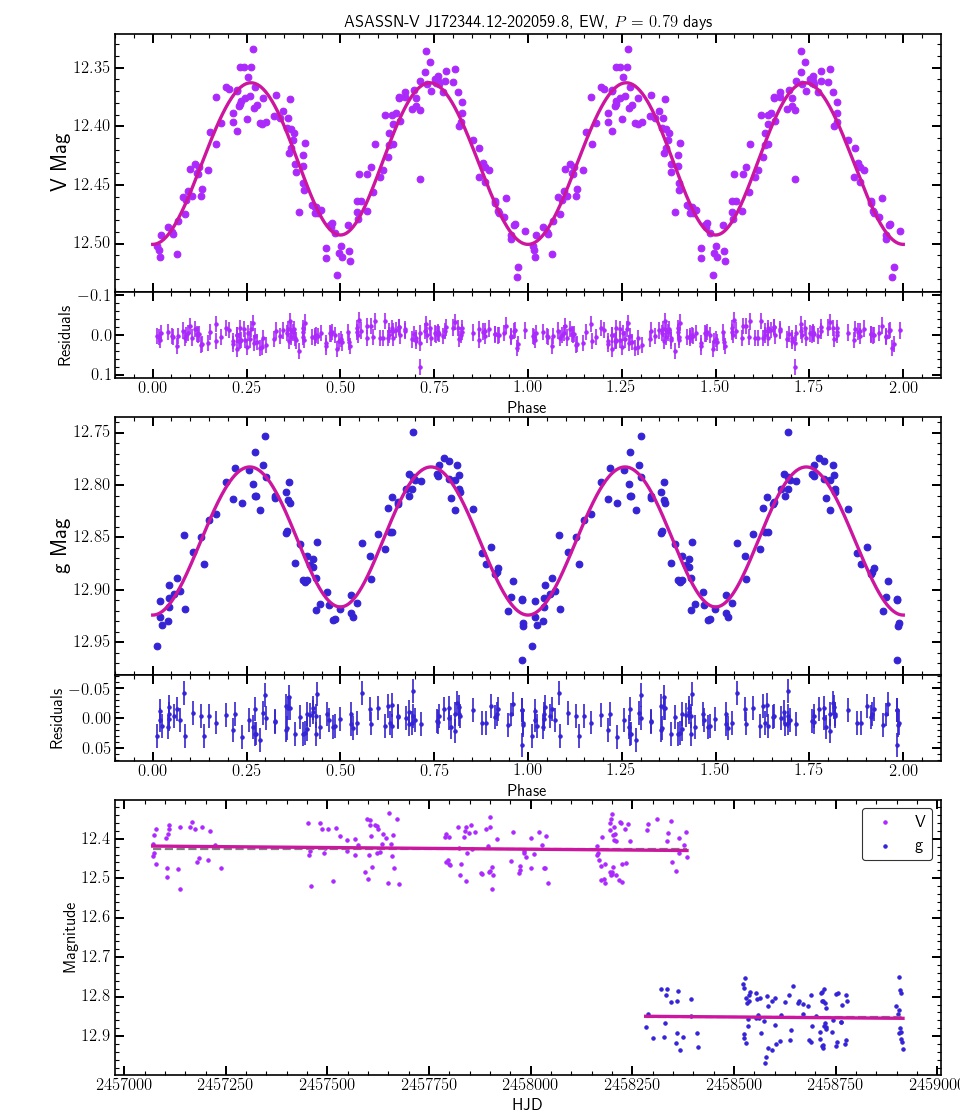 ASASSN-V J172344.12-202059.8, EW, P = 0.79 days
12.35
12.40
12.45
12.50
V Mag
−0.1
0.0
0.1
Residuals
0.00 0.25 0.50 0.75 1.00 1.25 1.50 1.75 2.00
Phase
12.75
12.80
12.85
12.90
12.95
g Mag
−0.05
0.00
0.05
Residuals
0.00 0.25 0.50 0.75 1.00 1.25 1.50 1.75 2.00
Phase
V
g
12.4
12.5
12.6
12.7
12.8
12.9
Magnitude
2457000 2457250 2457500 2457750 2458000 2458250 2458500 2458750 245900
HJD